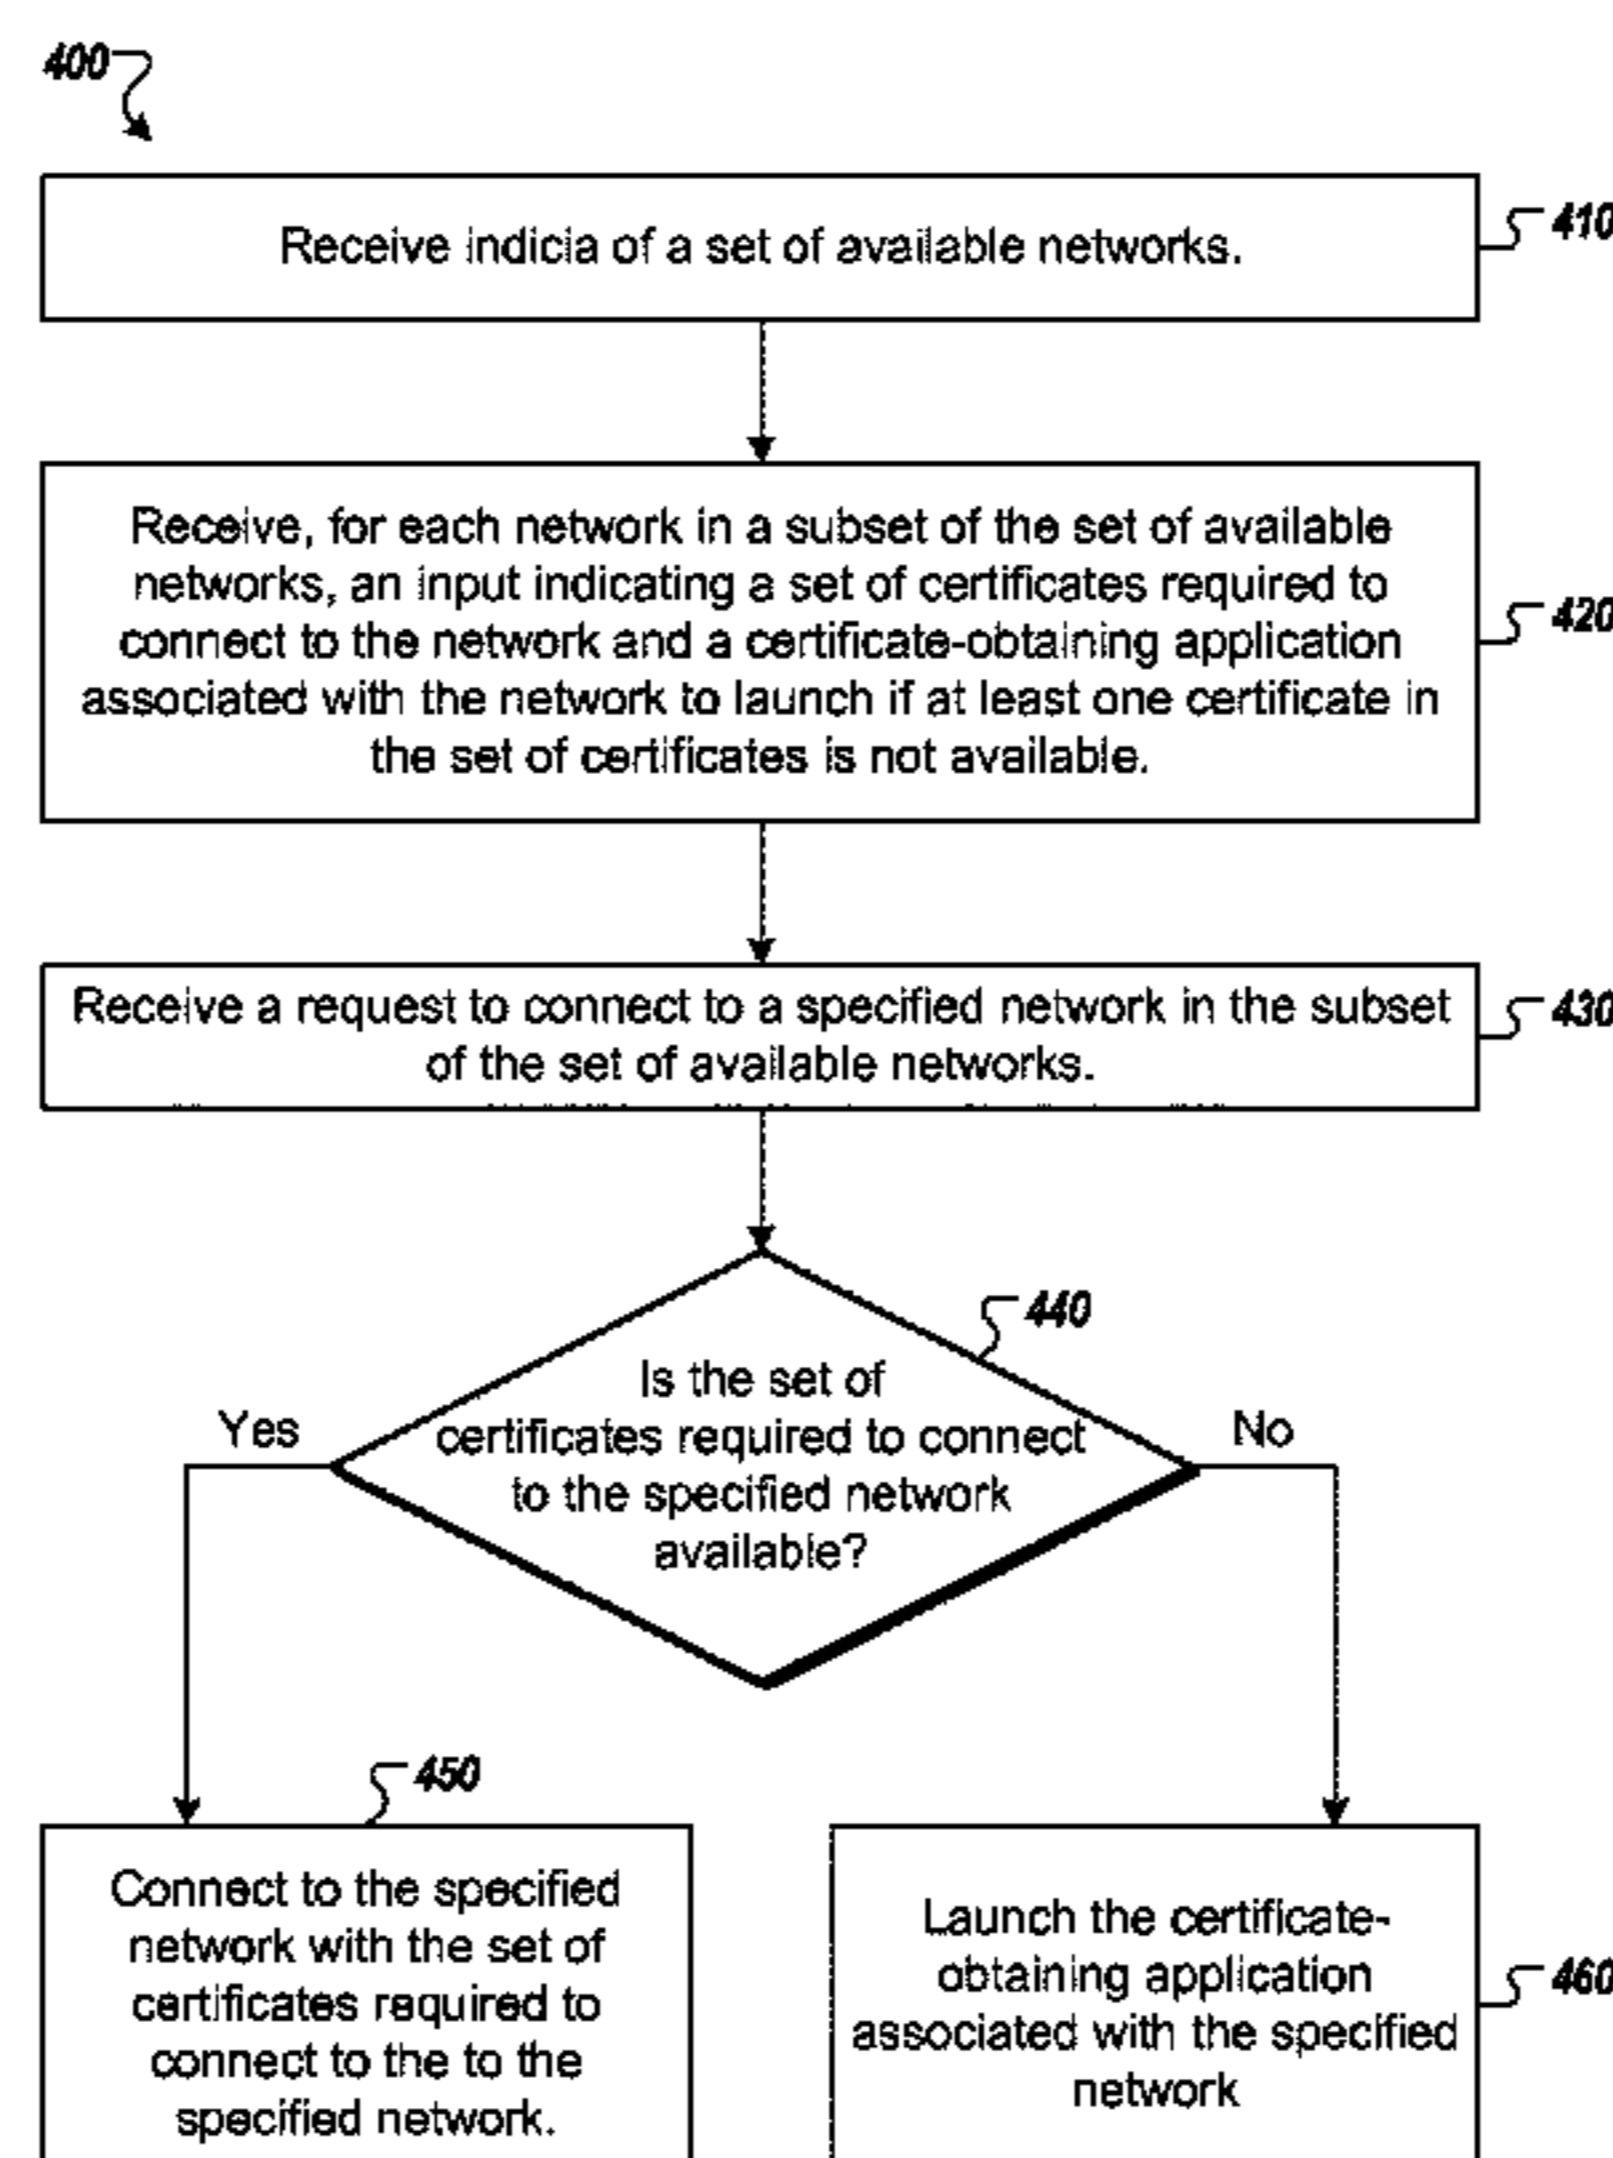 400
Receive indicia of a set of available networks.
410
Receive, for each network in a subset of the set of available
networks, an input indicating a set of certificates required to
connect to the network and a certificate-obtaining application
associated with the network to launch if at least one certificate in
the set of certificates is not available.
420
Receive a request to connect to a specified network in the subset
of the set of available networks.
430
440
Is the set of
certificates required to connect
to the specified network
available?
Yes
No
450
Connect to the specified
network with the set of
certificates required to
connect to the to the
specified network.
Launch the certificate-
obtaining application
associated with the specified
network
460